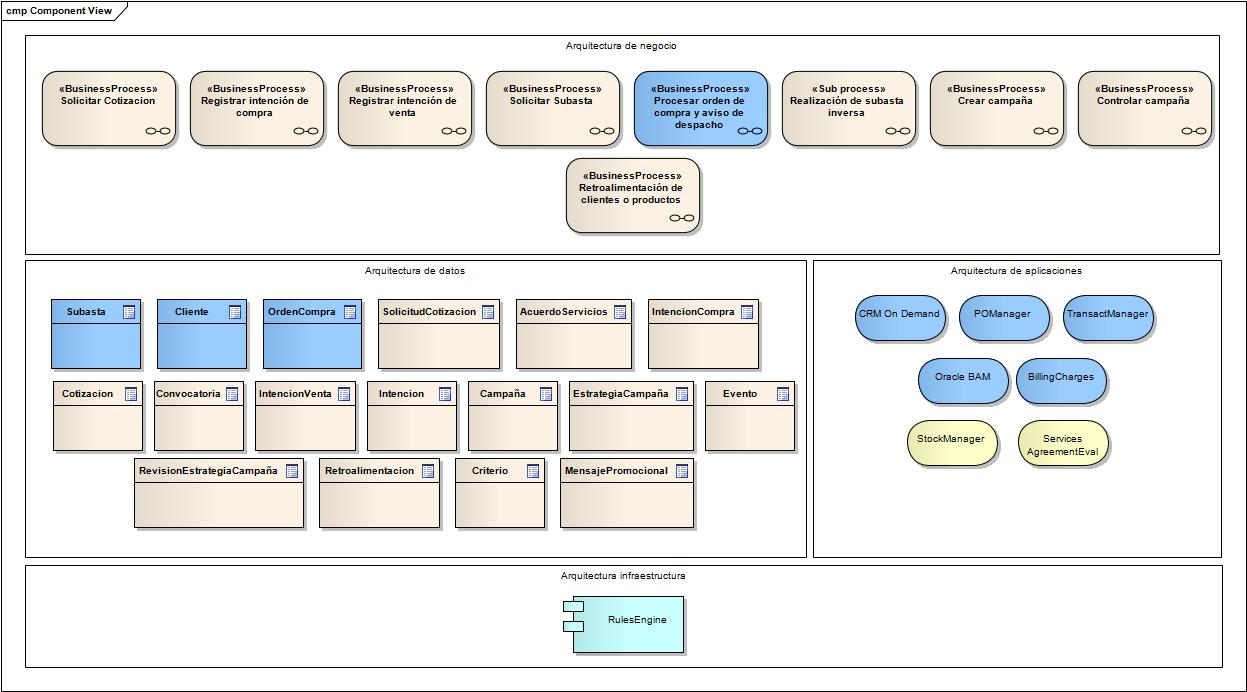 cmp Component View
Arquitectura de negocio
«BusinessProcess»
Solicitar Cotizacion
«BusinessProcess»
Registrar intención de
compra
«BusinessProcess»
Registrar intención de
venta
«BusinessProcess»
Solicitar Subasta
«BusinessProcess»
Procesar orden de
compra y aviso de
despacho
«Sub proceso»
Realización de subasta
inversa
«BusinessProcess»
Crear campaña
«BusinessProcess»
Controlar campaña
«BusinessProcess»
Retroalimentación de
clientes o productos
Arquitectura de datos
Subasta
Cliente
OrdenCompra
SolicitudCotizacion
AcuerdoServicios
IntencionCompra
Cotizacion
Convocatoria
IntencionVenta
Intencion
Campaña
EstrategiaCampaña
Evento
RevisionEstrategiaCampaña
Retroalimentacion
Criterio
MensajePromocional
Arquitectura de aplicaciones
CRM On Demand
POManager
TransactManager
Oracle BAM
BillingCharges
StockManager
Services
AgreementEval
Arquitectura infraestructura
RulesEngine